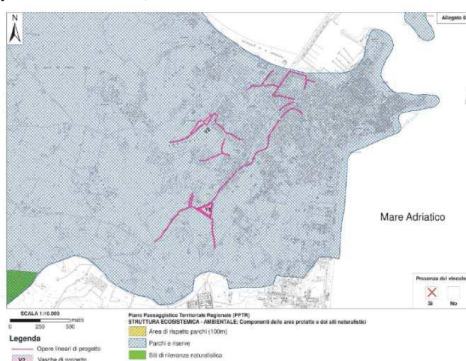 N
Allegato 6
Mare Adriatico
Presenza del vincolo
Si
No
SCALA 1:10.000
Piano Paesaggistico Territoriale Regionale (PPTR)
STRUTTURA ECOSISTEMICA - AMBIENTALE: Componenti delle aree protette e dei siti naturalistici
0 250 500
Legenda
Area di rispetto parchi (100m)
Opere lineari di progetto
Parchi e riserve
V2 Vasche di progetto
Siti di rilevanza naturalistica